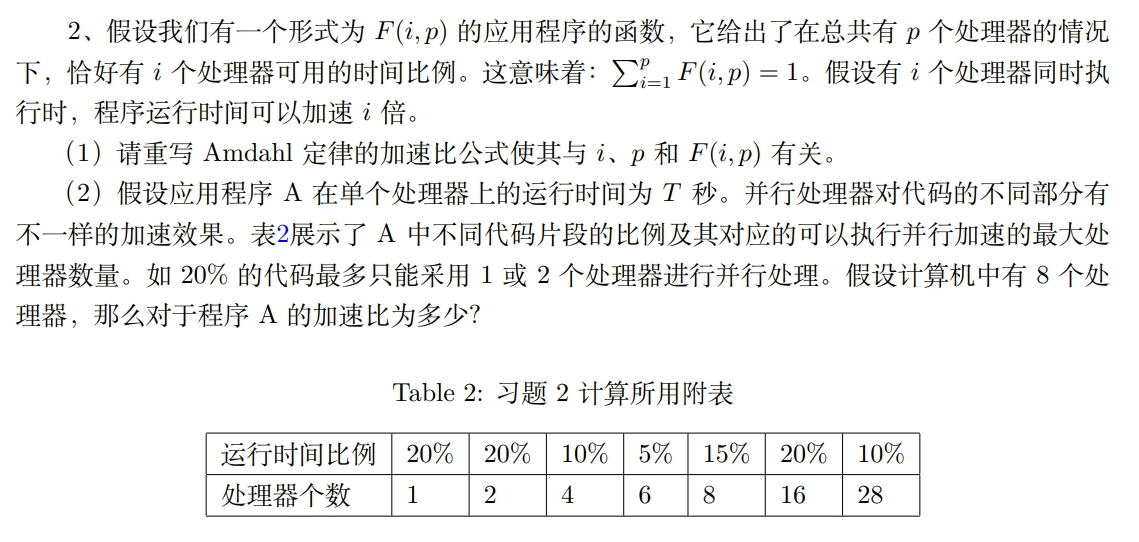 2、假设我们有一个形式为 F(i, p) 的应用程序的函数，它给出了在总共有 p 个处理器的情况
下，恰好有 i 个处理器可用的时间比例。这意味着：∑_{i=1}^{p} F(i, p) = 1。假设有 i 个处理器同时执
行时，程序运行时间可以加速 i 倍。
（1）请重写 Amdahl 定律的加速比公式使其与 i、p 和 F(i, p) 有关。
（2）假设应用程序 A 在单个处理器上的运行时间为 T 秒。并行处理器对代码的不同部分有
不一样的加速效果。表2展示了 A 中不同代码片段的比例及其对应的可以执行并行加速的最大处
理器数量。如 20% 的代码最多只能采用 1 或 2 个处理器进行并行处理。假设计算机中有 8 个处
理器，那么对于程序 A 的加速比为多少？
Table 2: 习题 2 计算所用附表
运行时间比例 20% 20% 10% 5% 15% 20% 10%
处理器个数 1 2 4 6 8 16 28